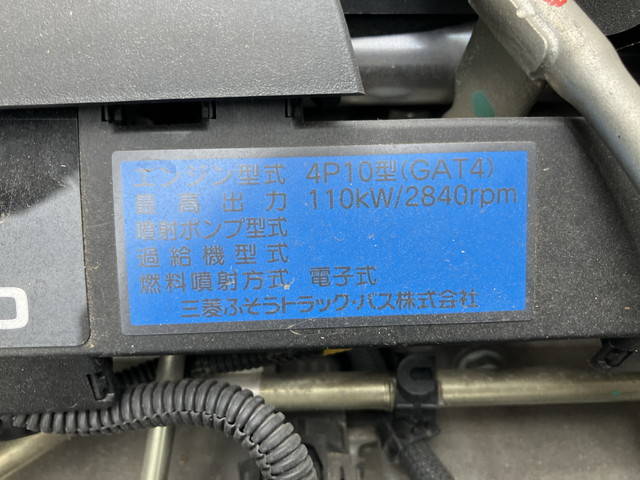 エンジン型式 4P10型(GAT4)
最高出力 110kW/2840rpm
噴射ポンプ型式
過給機型式
燃料噴射方式 電子式
三菱ふそうトラック・バス株式会社